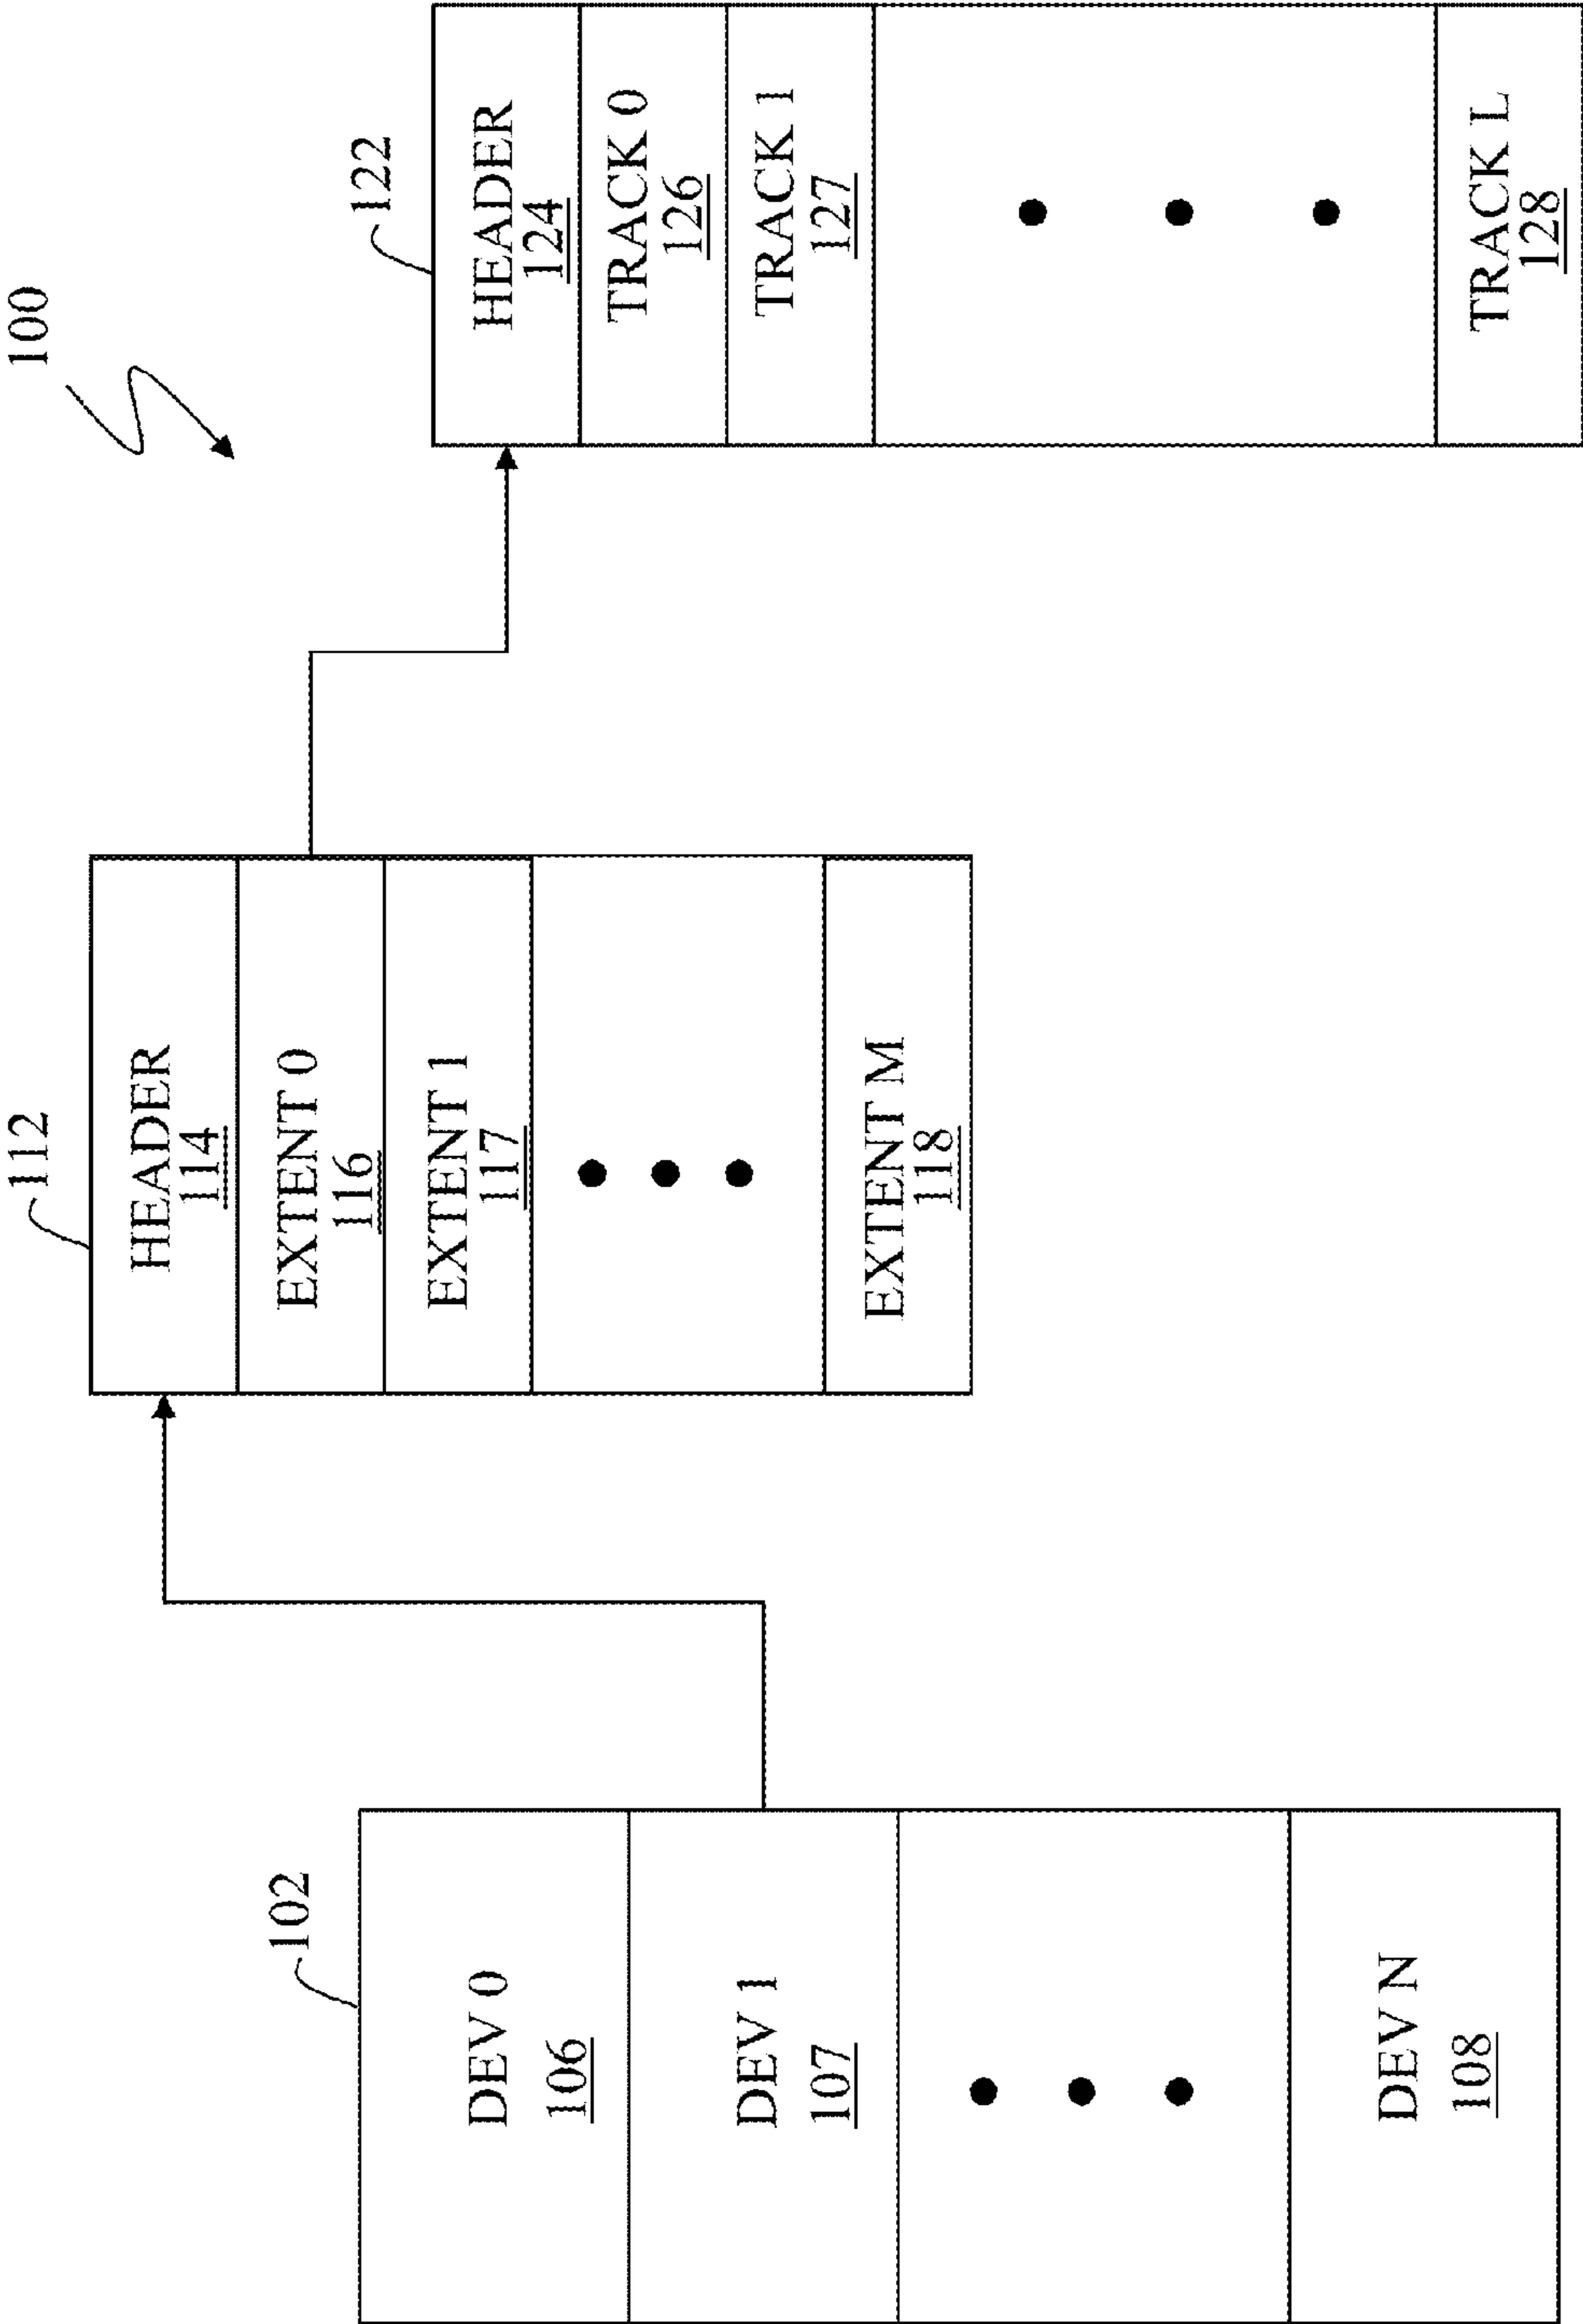 100
102
DEV 0
106
DEV 1
107
DEV N
108
112
HEADER
114
EXTENT 0
116
EXTENT 1
117
EXTENT M
118
122
HEADER
124
TRACK 0
126
TRACK 1
127
TRACK L
128